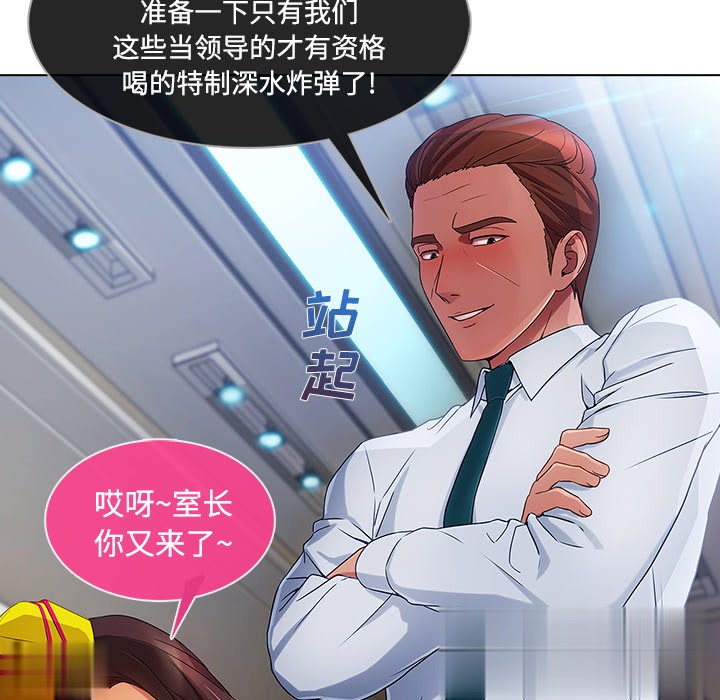 准备一下只有我们
这些当领导的才有资格
喝的特制深水炸弹了!
站
起
哎呀~室长
你又来了~